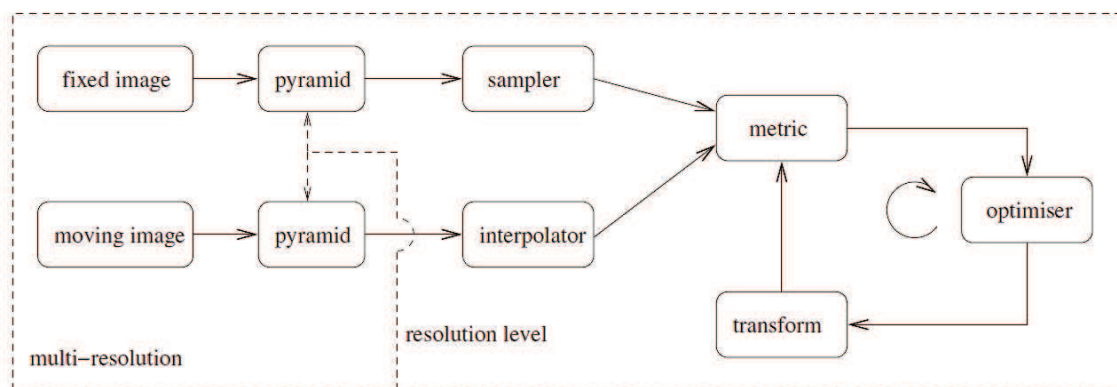 fixed image
pyramid
sampler
metric
moving image
pyramid
interpolator
optimiser
transform
resolution level
multi−resolution